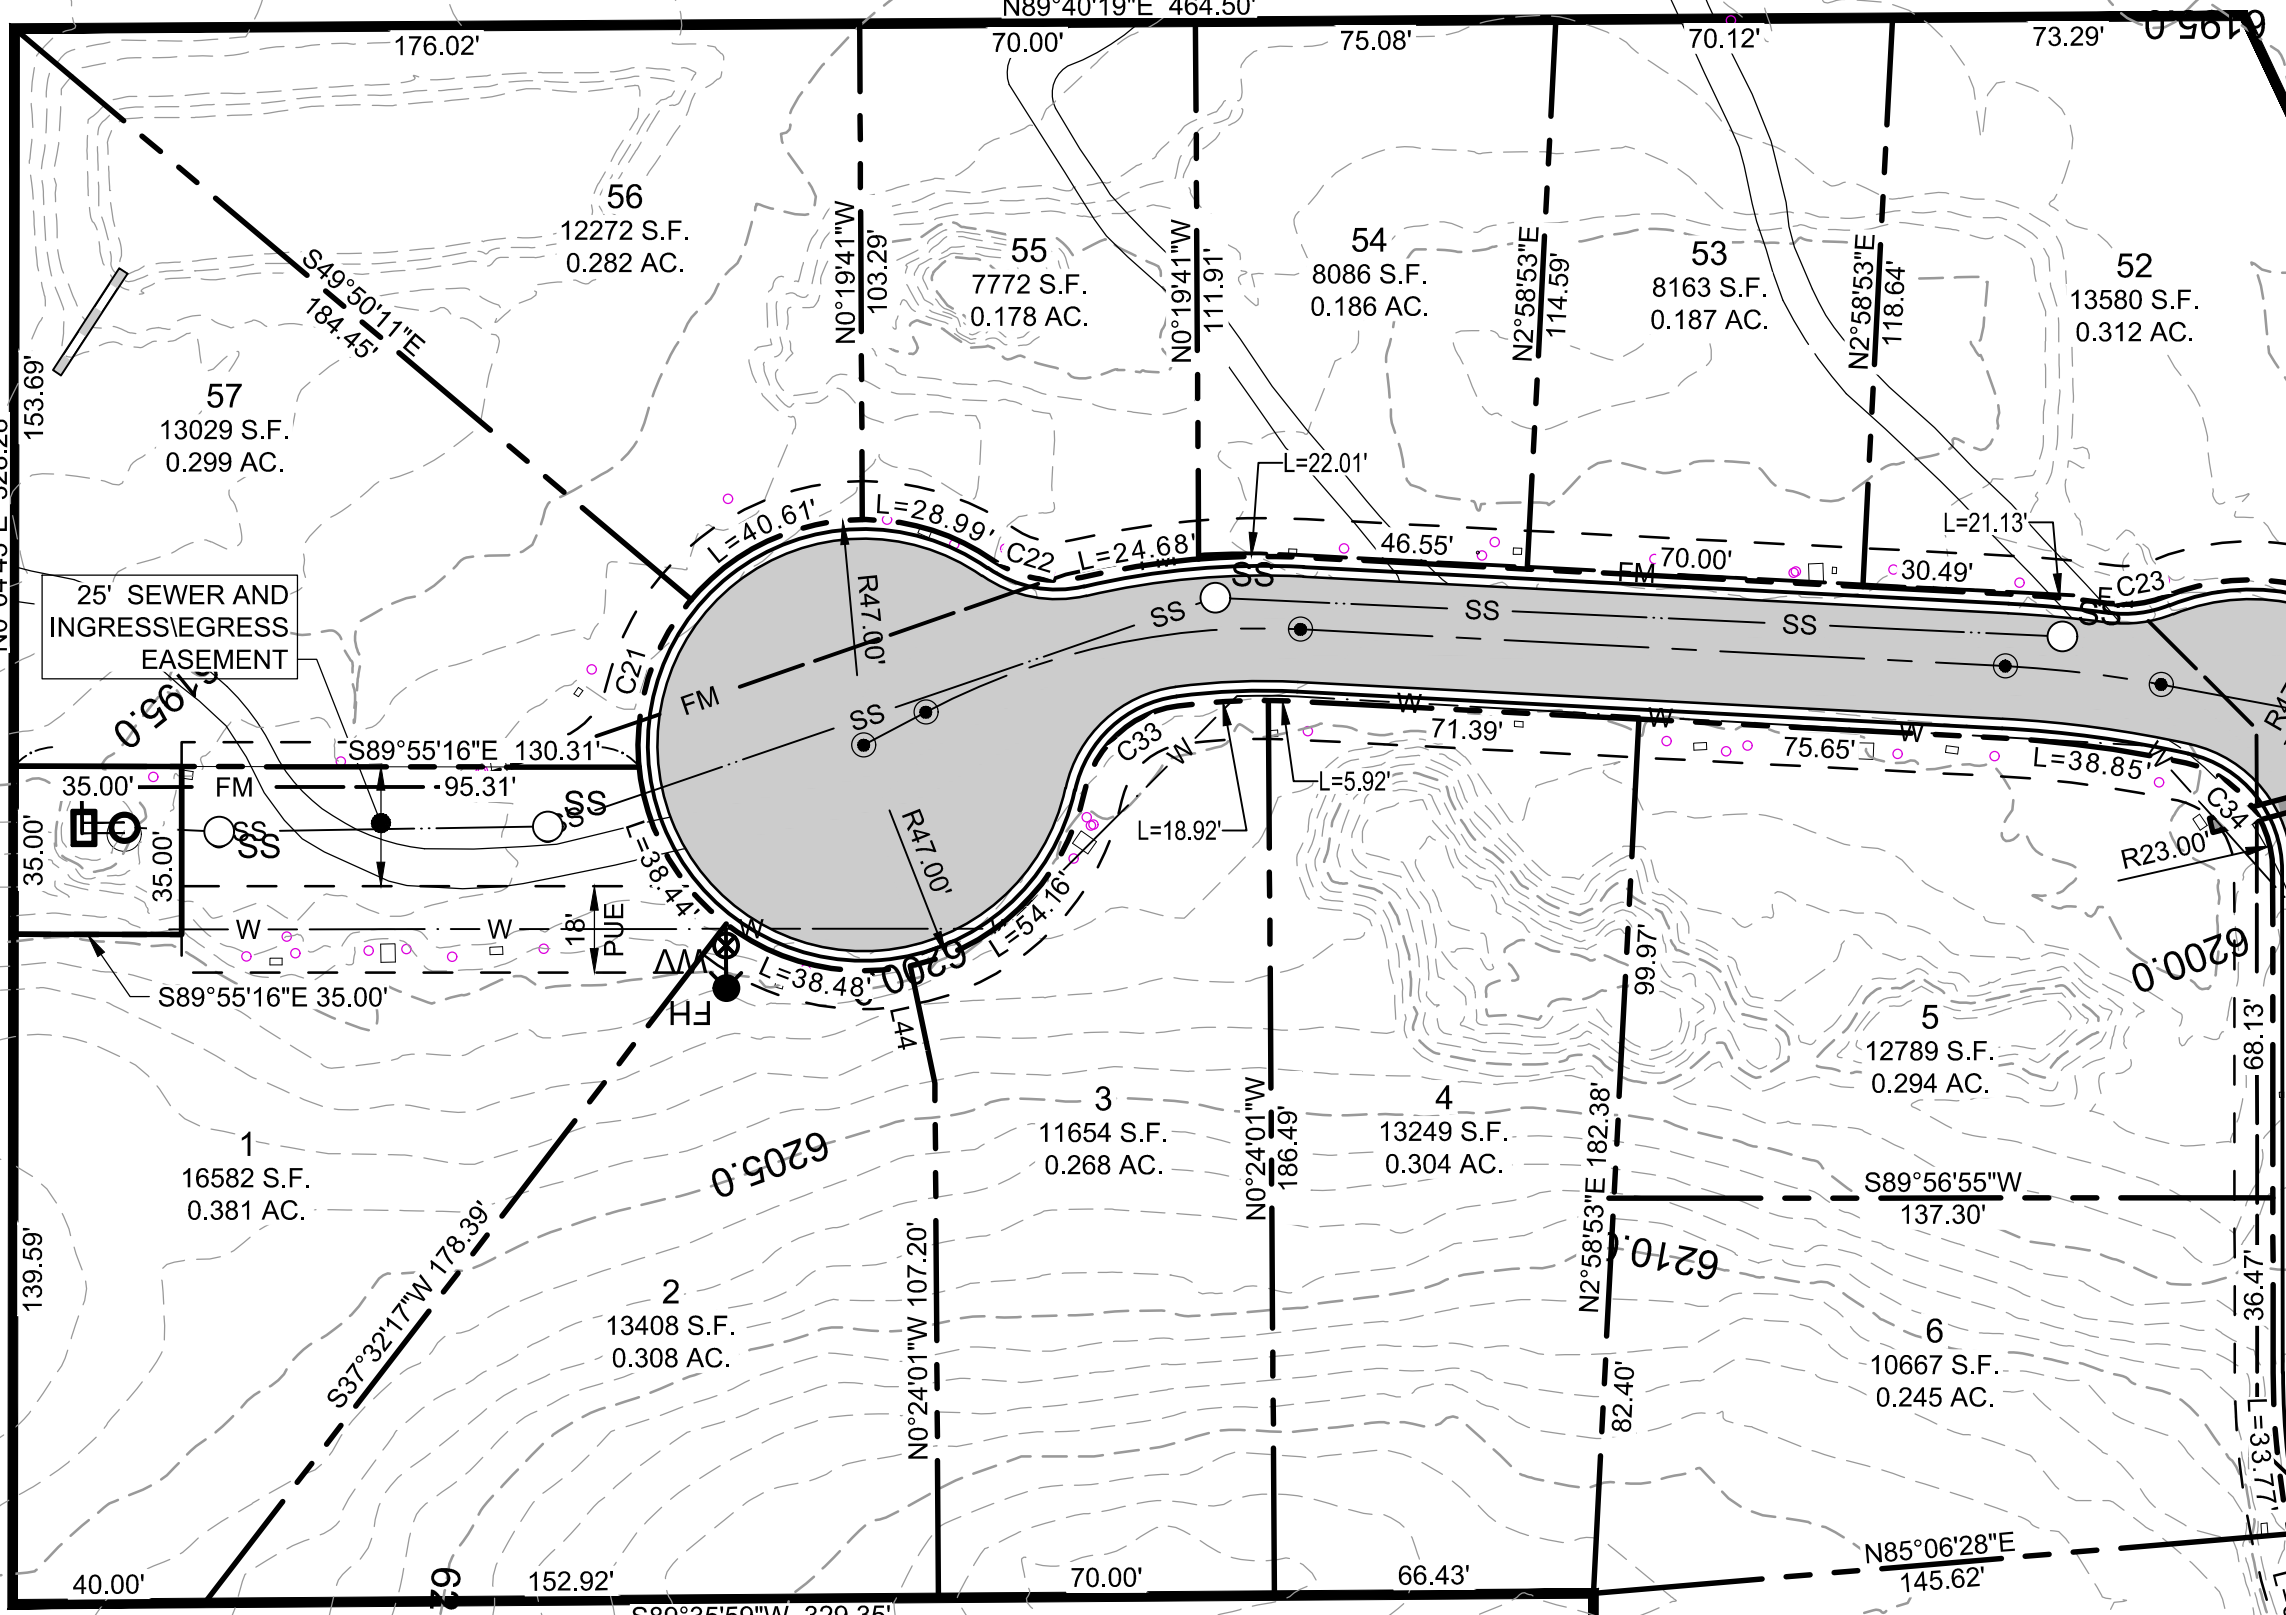 N89°40'19"E 464.50'
176.02'
70.00'
75.08'
70.12'
73.29'
6195.0
56
12272 S.F.
0.282 AC.
S49°50'11"E
184.45'
N0°19'41"W
103.29'
55
7772 S.F.
0.178 AC.
N0°19'41"W
111.91'
54
8086 S.F.
0.186 AC.
N2°58'53"E
114.59'
53
8163 S.F.
0.187 AC.
N2°58'53"E
118.64'
52
13580 S.F.
0.312 AC.
153.69'
57
13029 S.F.
0.299 AC.
L=22.01'
L=40.61'
L=28.99'
C22
L=24.68'
46.55'
FM
70.00'
30.49'
L=21.13'
C23
SS
SS
SS
SS
SS
25' SEWER AND
INGRESS\EGRESS
EASEMENT
6195.0
C21
R47.00'
FM
SS
S89°55'16"E 130.31'
35.00'
FM
95.31'
C33
W
W
71.39'
W
75.65'
W
W
L=38.85'
C34
R23.00'
L=5.92'
L=18.92'
35.00'
35.00'
SS
SS
SS
L=38.44'
R47.00'
L=54.16'
W
W
18'
PUE
W
WV
FH
L=38.48'
6200.0
L44
S89°55'16"E 35.00'
99.97'
6200.0
5
12789 S.F.
0.294 AC.
68.13'
1
16582 S.F.
0.381 AC.
6205.0
3
11654 S.F.
0.268 AC.
N0°24'01"W
186.49'
4
13249 S.F.
0.304 AC.
N2°58'53"E 182.38'
S89°56'55"W
137.30'
139.59'
S37°32'17"W 178.39'
2
13408 S.F.
0.308 AC.
N0°24'01"W 107.20'
6210.0
82.40'
6
10667 S.F.
0.245 AC.
36.47'
L=33.77'
N85°06'28"E
145.62'
40.00'
152.92'
70.00'
66.43'
S89°35'59"W 329.35'